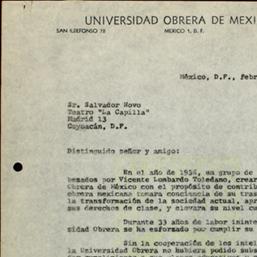 UNIVERSIDAD OBRERA DE MEXI
SAN ILDEFONSO 72 MEXICO 1, D. F.
México, D.F., febr
Sr. Salvador Novo
Teatro "La Capilla"
Madrid 13
Coyoacán, D.F.
Distinguido señor y amigo:
En el año de 1936, un grupo de
bezados por Vicente Lombardo Toledano, crear
Obrera de México con el propósito de contrib
obrera mexicana tomara conciencia de su tras
la transformación de la sociedad actual, apr
sus derechos de clase, y elevara su nivel cu
Durante 33 años de labor ininte
sidad Obrera se ha esforzado por cumplir su
Sin la cooperación de los intel
la Universidad Obrera no hubiera podido subs